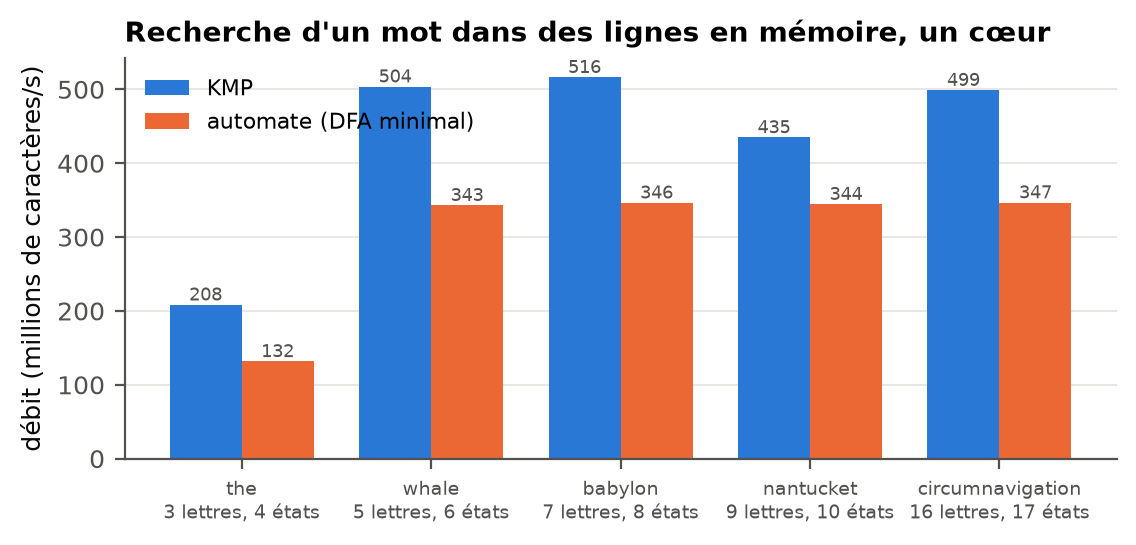 Recherche d'un mot dans des lignes en mémoire, un cœur
débit (millions de caractères/s)
500
400
300
200
100
0
KMP
automate (DFA minimal)
208
132
504
343
516
346
435
344
499
347
the
3 lettres, 4 états
whale
5 lettres, 6 états
babylon
7 lettres, 8 états
nantucket
9 lettres, 10 états
circumnavigation
16 lettres, 17 états